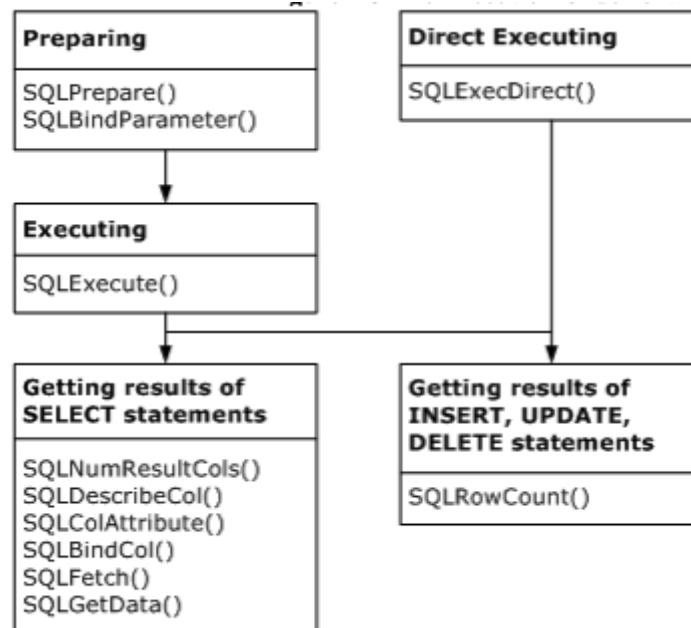 Preparing
SQLPrepare()
SQLBindParameter()
Direct Executing
SQLExecDirect()
Executing
SQLExecute()
Getting results of
SELECT statements
SQLNumResultCols()
SQLDescribeCol()
SQLColAttribute()
SQLBindCol()
SQLFetch()
SQLGetData()
Getting results of
INSERT, UPDATE,
DELETE statements
SQLRowCount()